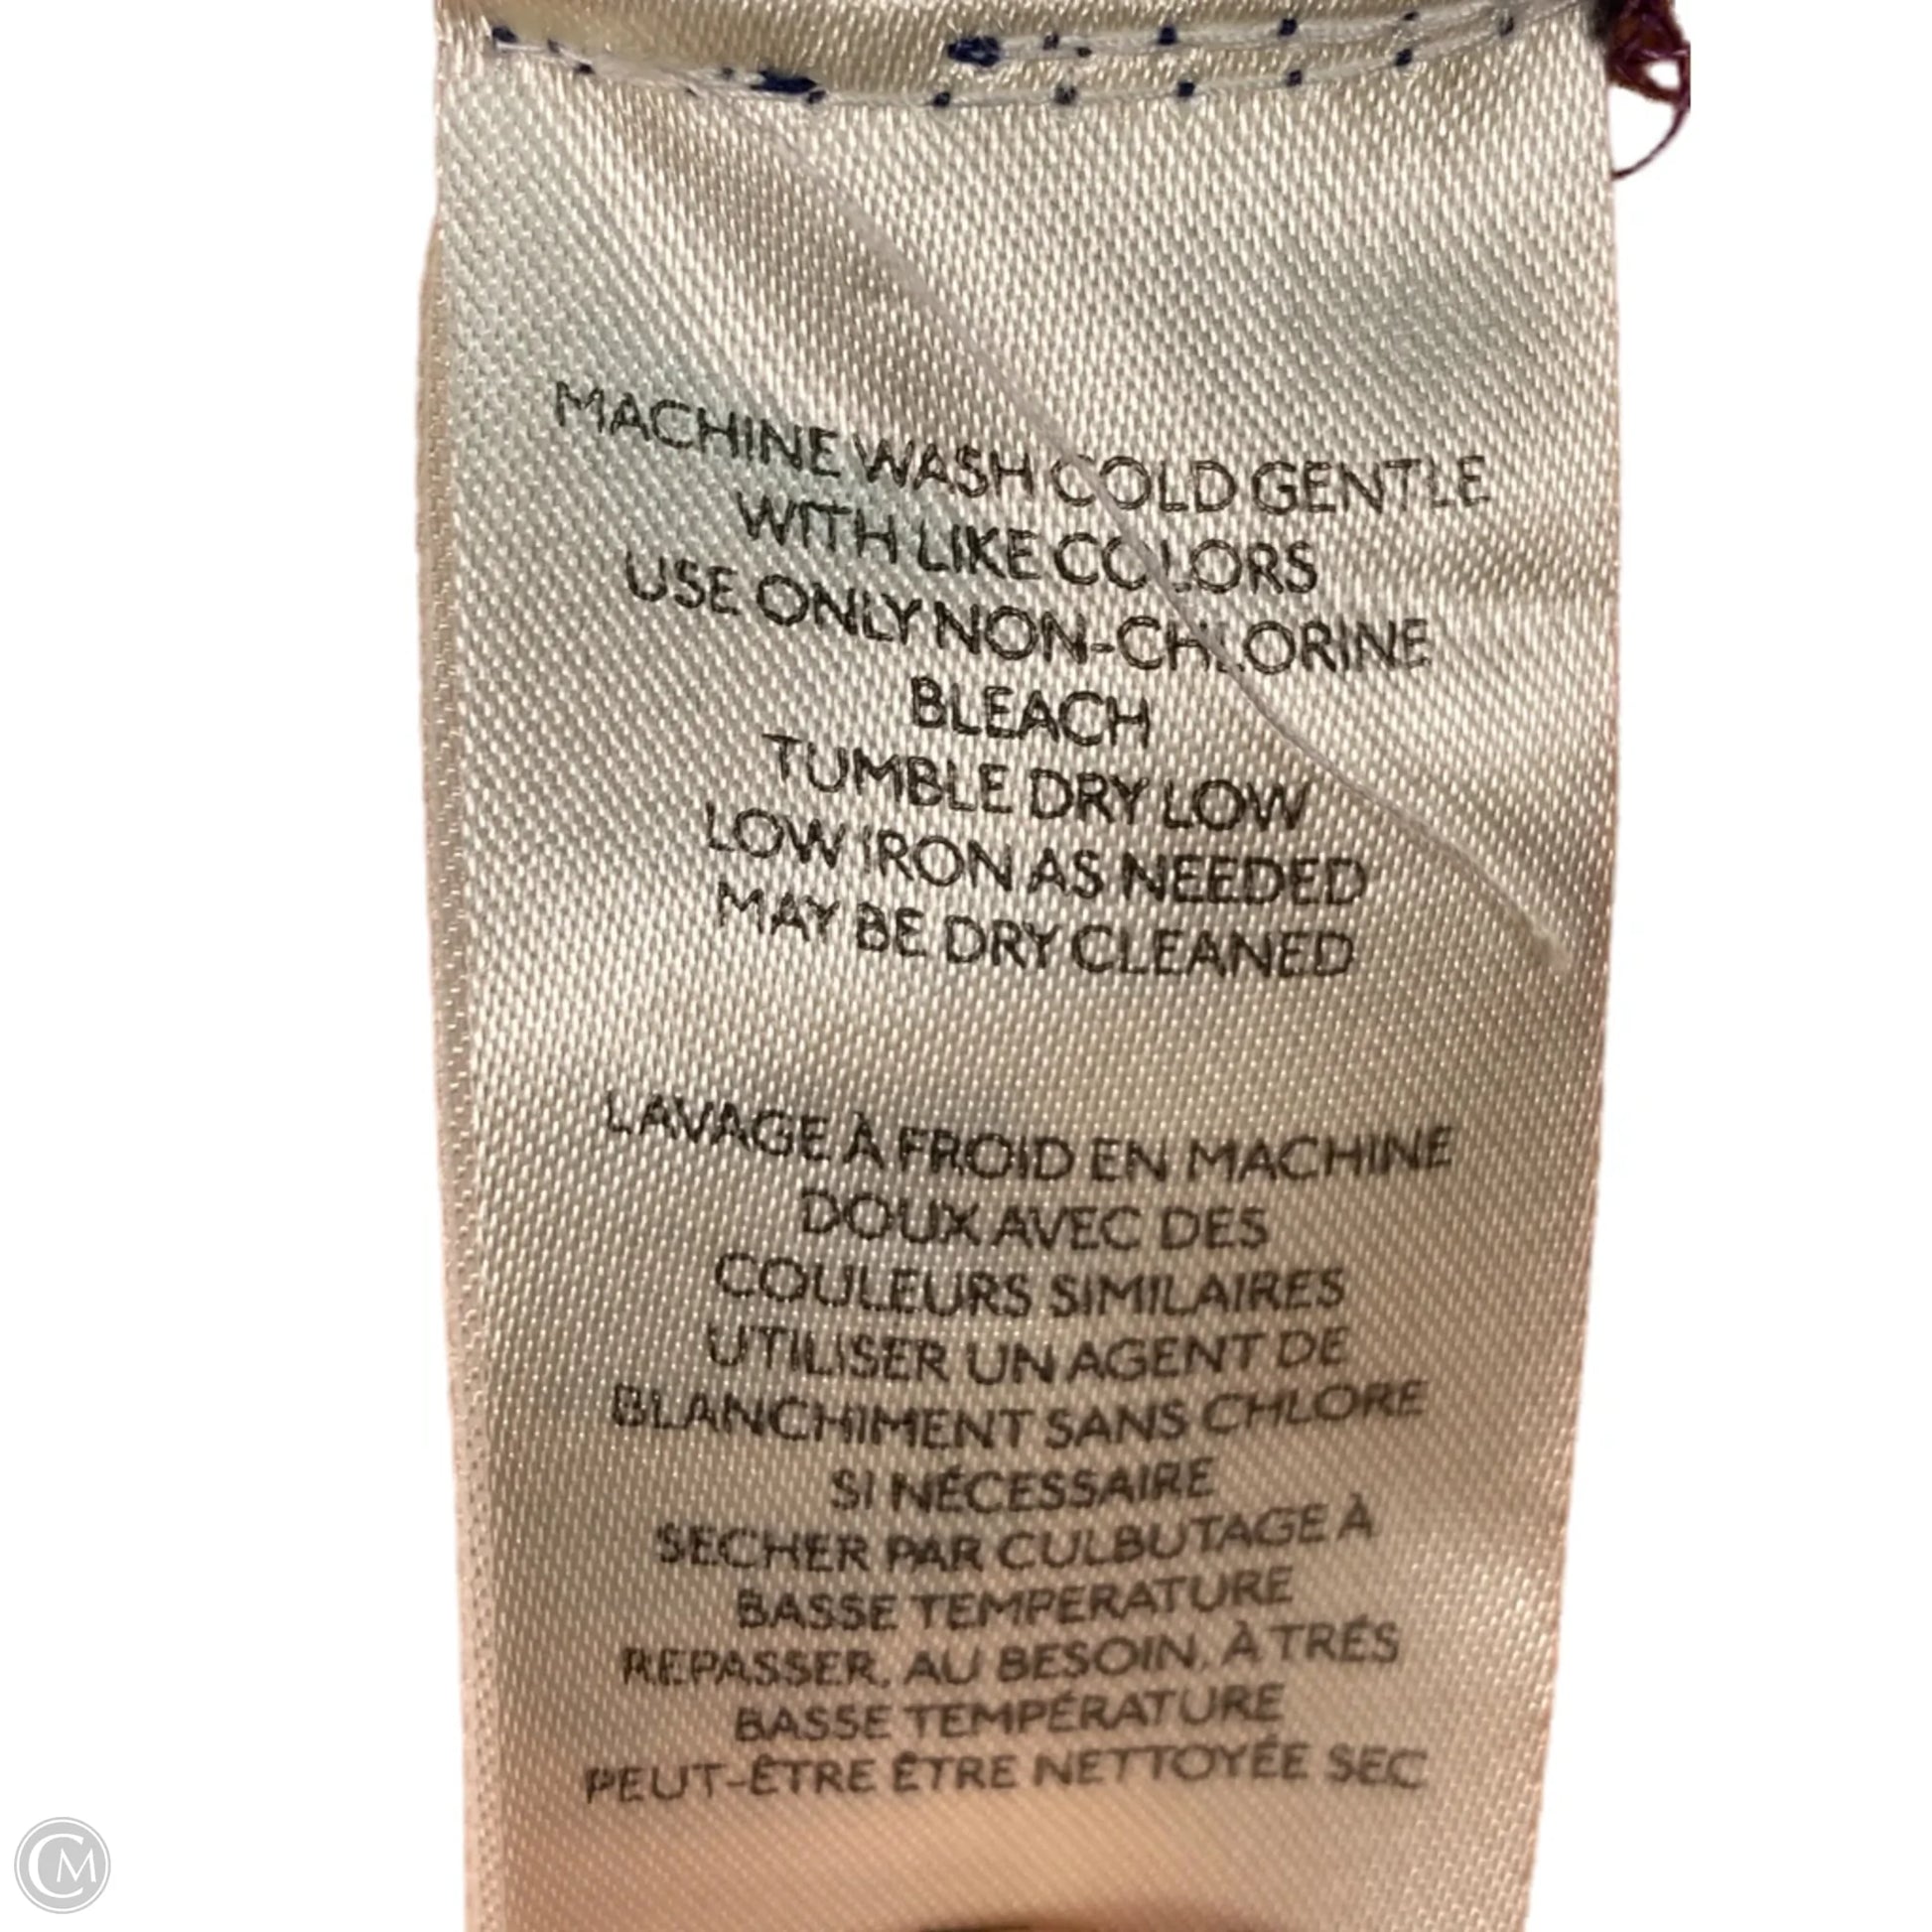 MACHINE WASH COLD GENTLE
WITH LIKE COLORS
USE ONLY NON-CHLORINE
BLEACH
TUMBLE DRY LOW
LOW IRON AS NEEDED
MAY BE DRY CLEANED
LAVAGE À FROID EN MACHINE
DOUX AVEC DES
COULEURS SIMILAIRES
UTILISER UN AGENT DE
BLANCHIMENT SANS CHLORE
SI NÉCESSAIRE
SECHER PAR CULBUTAGE À
BASSE TEMPERATURE
REPASSER, AU BESOIN, À TRÉS
BASSE TEMPÉRATURE
PEUT-ÊTRE ÊTRE NETTOYÉE SEC
CM